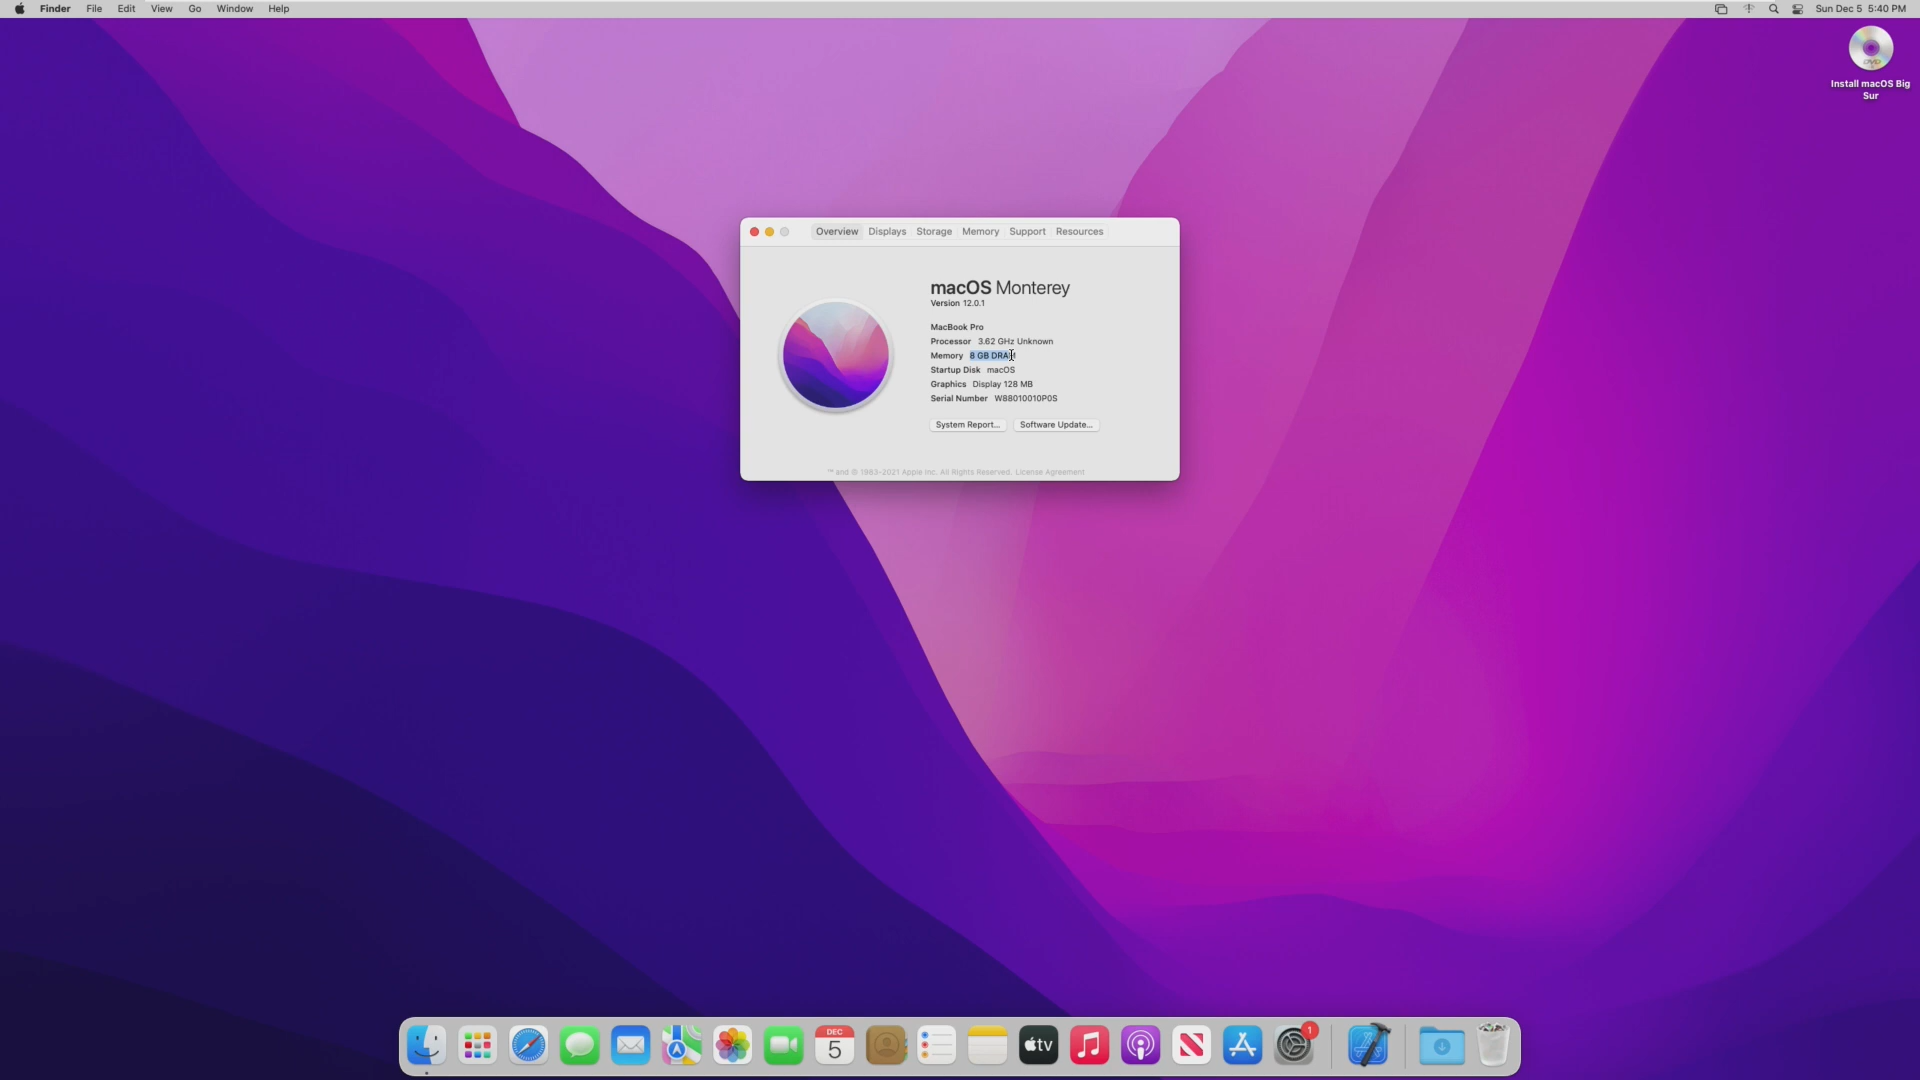 Finder File Edit View Go Window Help
Sun Dec 5 5:40 PM
DVD
Install macOS Big
Sur
Overview Displays Storage Memory Support Resources
macOS Monterey
Version 12.0.1
MacBook Pro
Processor 3.62 GHz Unknown
Memory 8 GB DRAM
Startup Disk macOS
Graphics Display 128 MB
Serial Number W88010010P0S
System Report... Software Update...
™ and © 1983-2021 Apple Inc. All Rights Reserved. License Agreement
DEC
5
tv
1